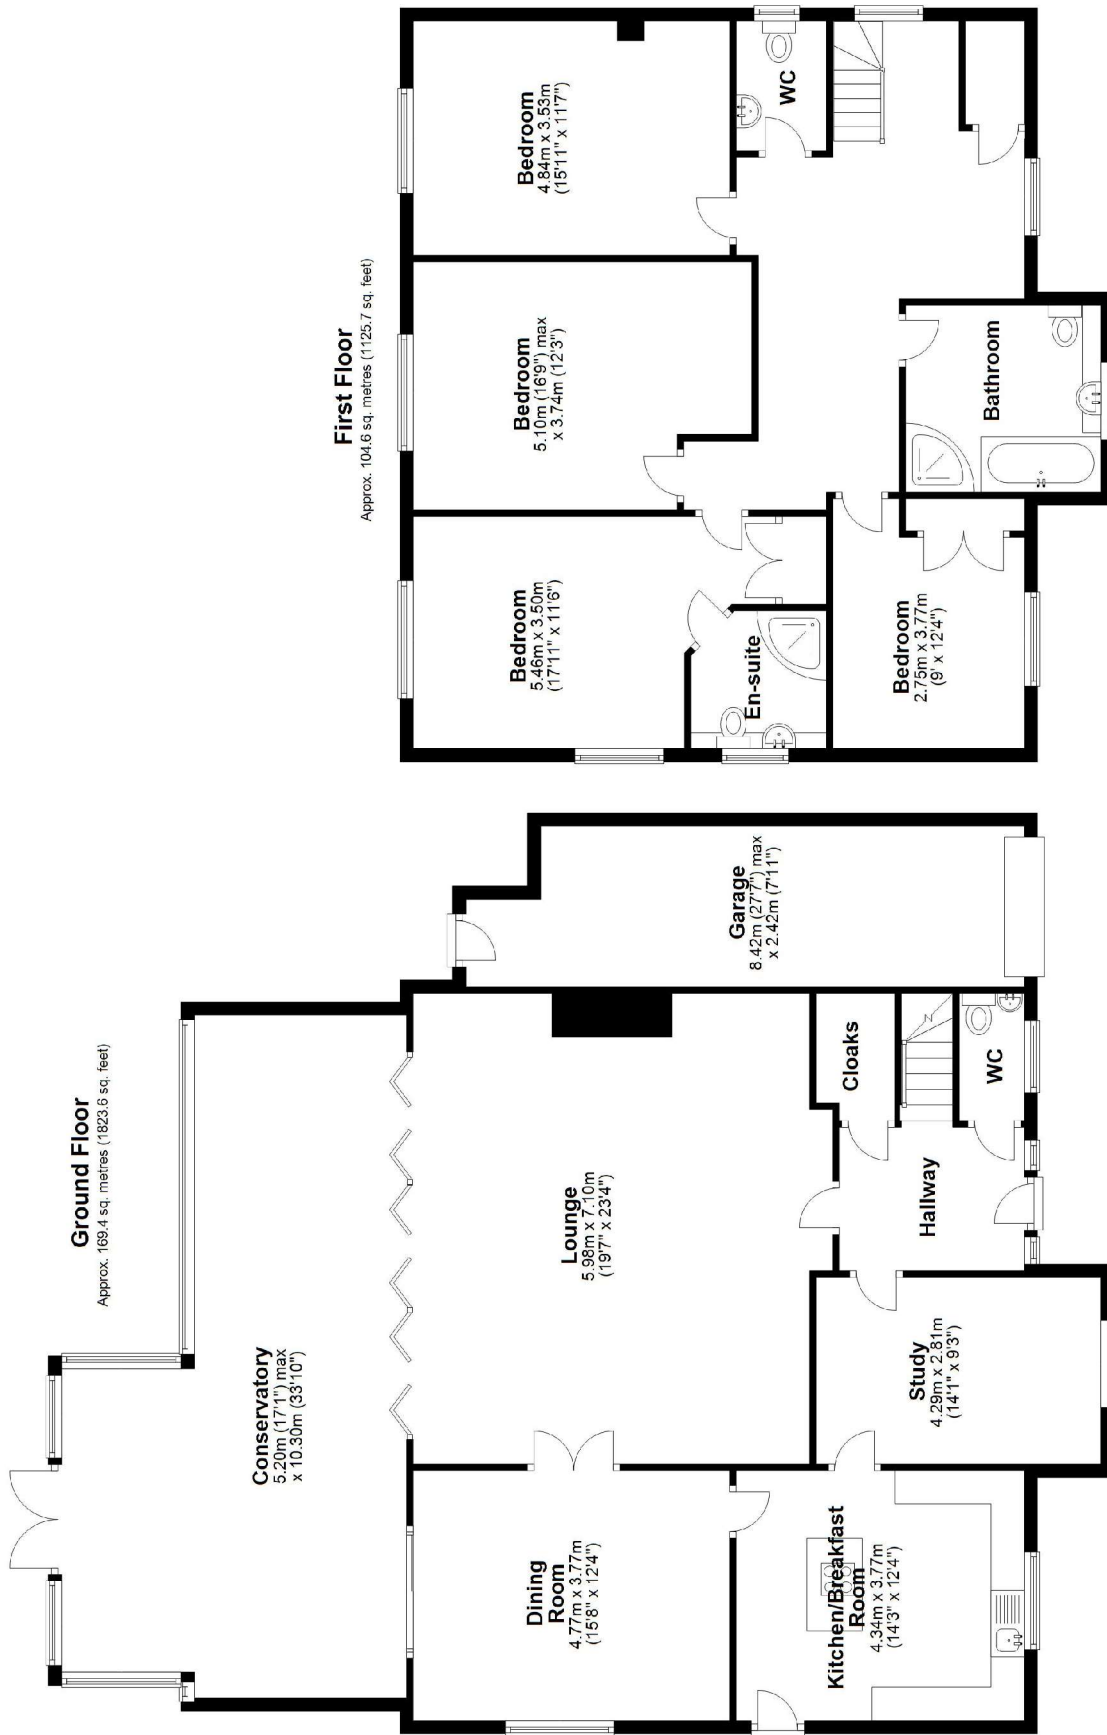 Ground Floor
Approx. 169.4 sq. metres (1823.6 sq. feet)
Conservatory
5.20m (17'1") max
x 10.30m (33'10")
Dining
Room
4.77m x 3.77m
(15'8" x 12'4")
Lounge
5.98m x 7.10m
(19'7" x 23'4")
Garage
8.42m (27'7") max
x 2.42m (7'11")
Kitchen/Breakfast
Room
4.34m x 3.77m
(14'3" x 12'4")
Study
4.29m x 2.81m
(14'1" x 9'3")
Hallway
Cloaks
WC
First Floor
Approx. 104.6 sq. metres (1125.7 sq. feet)
Bedroom
5.46m x 3.50m
(17'11" x 11'6")
Bedroom
5.10m (16'9") max
x 3.74m (12'3")
Bedroom
4.84m x 3.53m
(15'11" x 11'7")
En-suite
WC
Bedroom
2.75m x 3.77m
(9' x 12'4")
Bathroom